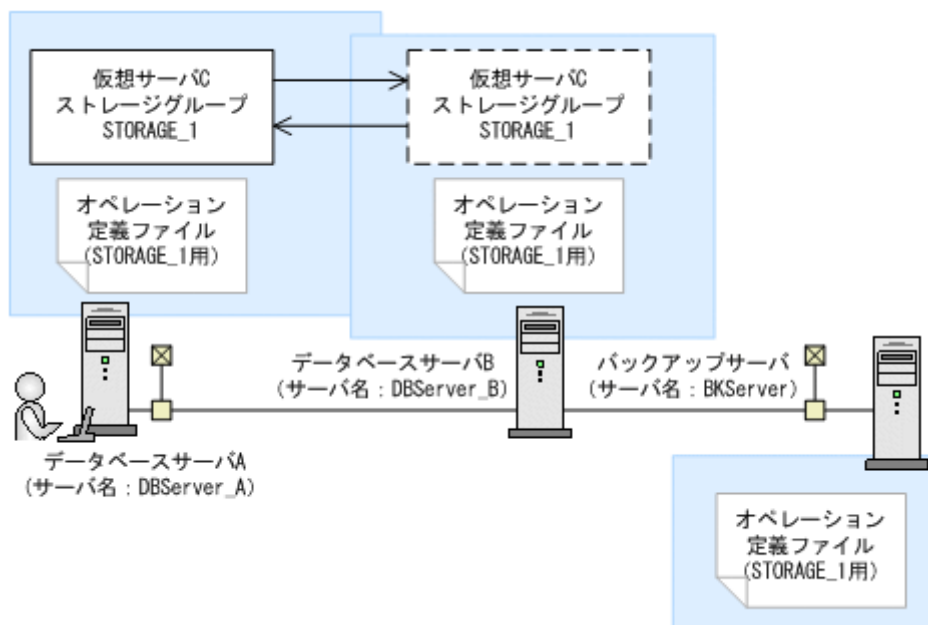 仮想サーバC
ストレージグループ
STORAGE_1
仮想サーバC
ストレージグループ
STORAGE_1
オペレーション
定義ファイル
(STORAGE_1用)
オペレーション
定義ファイル
(STORAGE_1用)
データベースサーバB
(サーバ名:DBServer_B)
バックアップサーバ
(サーバ名:BKServer)
データベースサーバA
(サーバ名:DBServer_A)
オペレーション
定義ファイル
(STORAGE_1用)